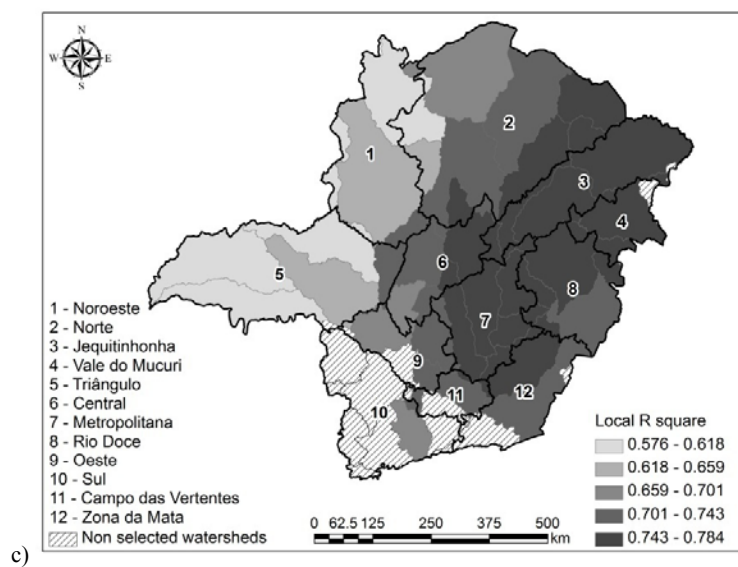 N
W E
S
1
2
3
4
5
6
7
8
9
10
11
12
1 - Noroeste
2 - Norte
3 - Jequitinhonha
4 - Vale do Mucuri
5 - Triângulo
6 - Central
7 - Metropolitana
8 - Rio Doce
9 - Oeste
10 - Sul
11 - Campo das Vertentes
12 - Zona da Mata
Non selected watersheds
0 62.5 125 250 375 500
km
Local R square
0.576 - 0.618
0.618 - 0.659
0.659 - 0.701
0.701 - 0.743
0.743 - 0.784
c)